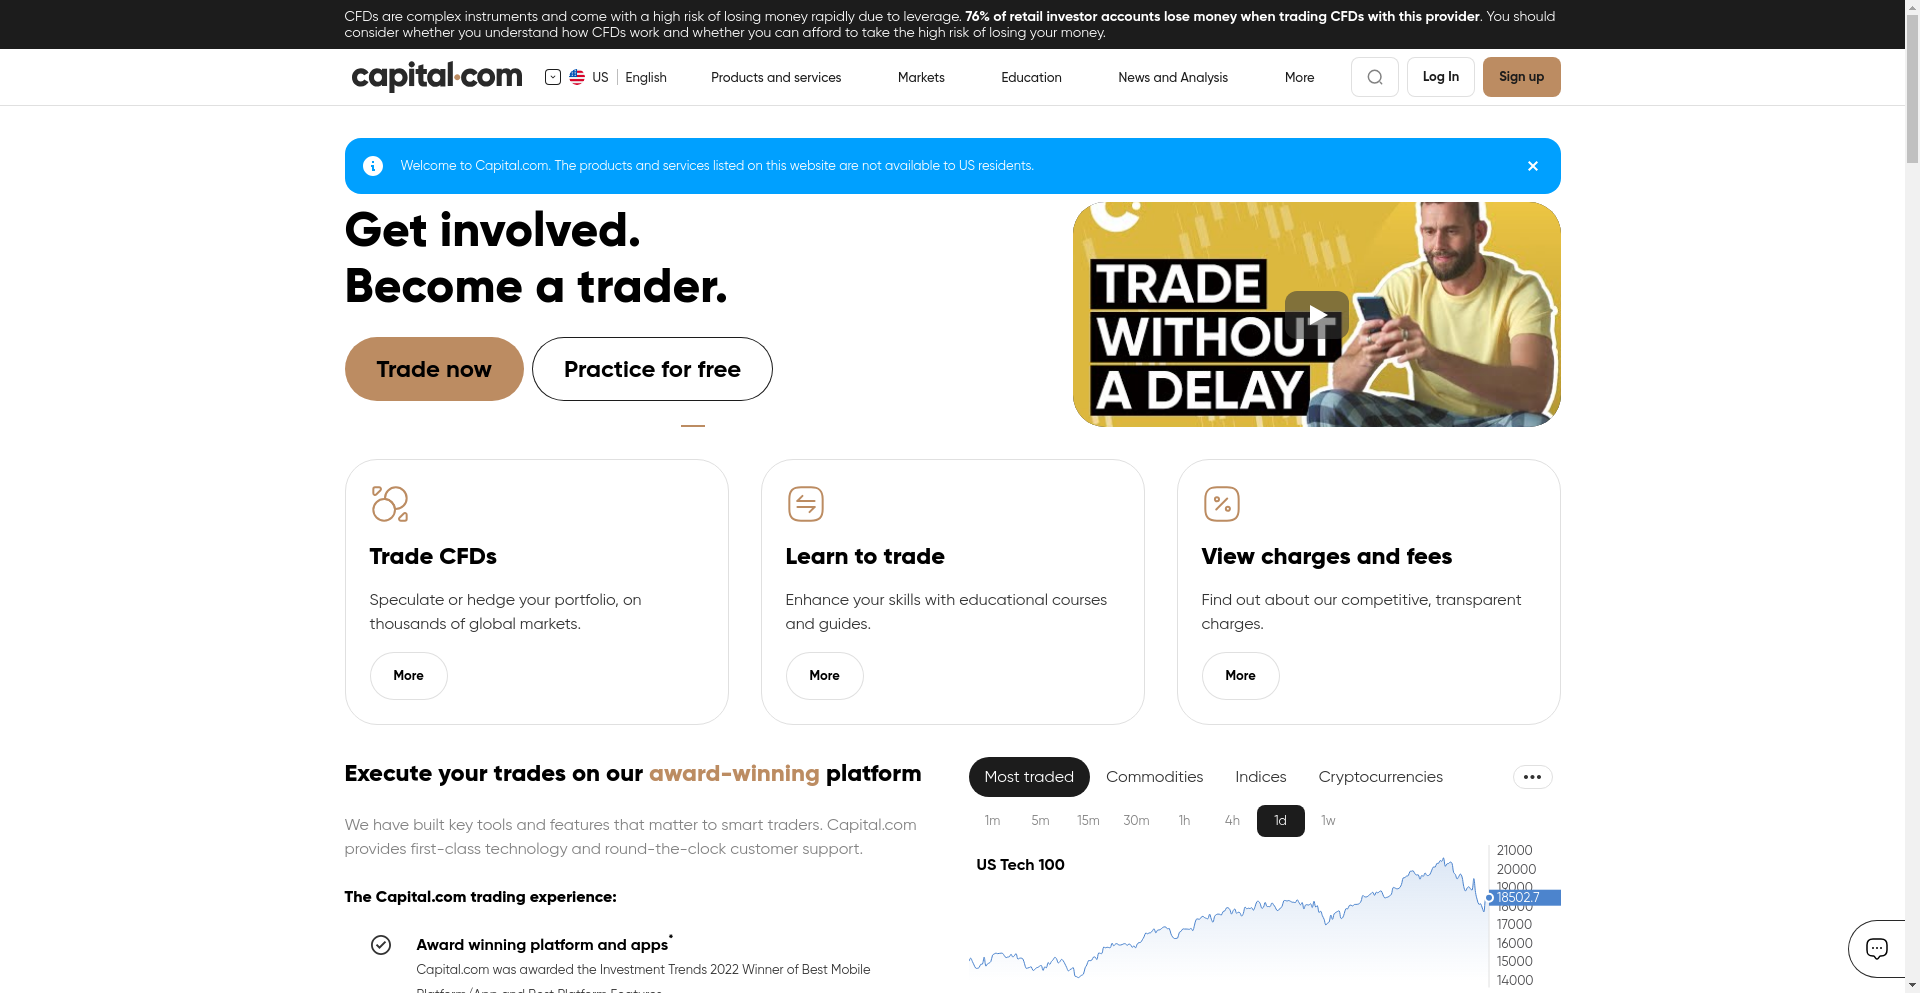 CFDs are complex instruments and come with a high risk of losing money rapidly due to leverage. 76% of retail investor accounts lose money when trading CFDs with this provider. You should
consider whether you understand how CFDs work and whether you can afford to take the high risk of losing your money.
capital.com
US
English
Products and services
Markets
Education
News and Analysis
More
Log In
Sign up
Welcome to Capital.com. The products and services listed on this website are not available to US residents.
Get involved.
Become a trader.
Trade now
Practice for free
TRADE
WITHOUT
A DELAY
Trade CFDs
Speculate or hedge your portfolio, on
thousands of global markets.
More
Learn to trade
Enhance your skills with educational courses
and guides.
More
View charges and fees
Find out about our competitive, transparent
charges.
More
Execute your trades on our award-winning platform
We have built key tools and features that matter to smart traders. Capital.com
provides first-class technology and round-the-clock customer support.
The Capital.com trading experience:
Award winning platform and apps*
Capital.com was awarded the Investment Trends 2022 Winner of Best Mobile
Platform/App and Best Platform Features
Most traded
Commodities
Indices
Cryptocurrencies
1m
5m
15m
30m
1h
4h
1d
1w
US Tech 100
21000
20000
19000
18502.7
18000
17000
16000
15000
14000